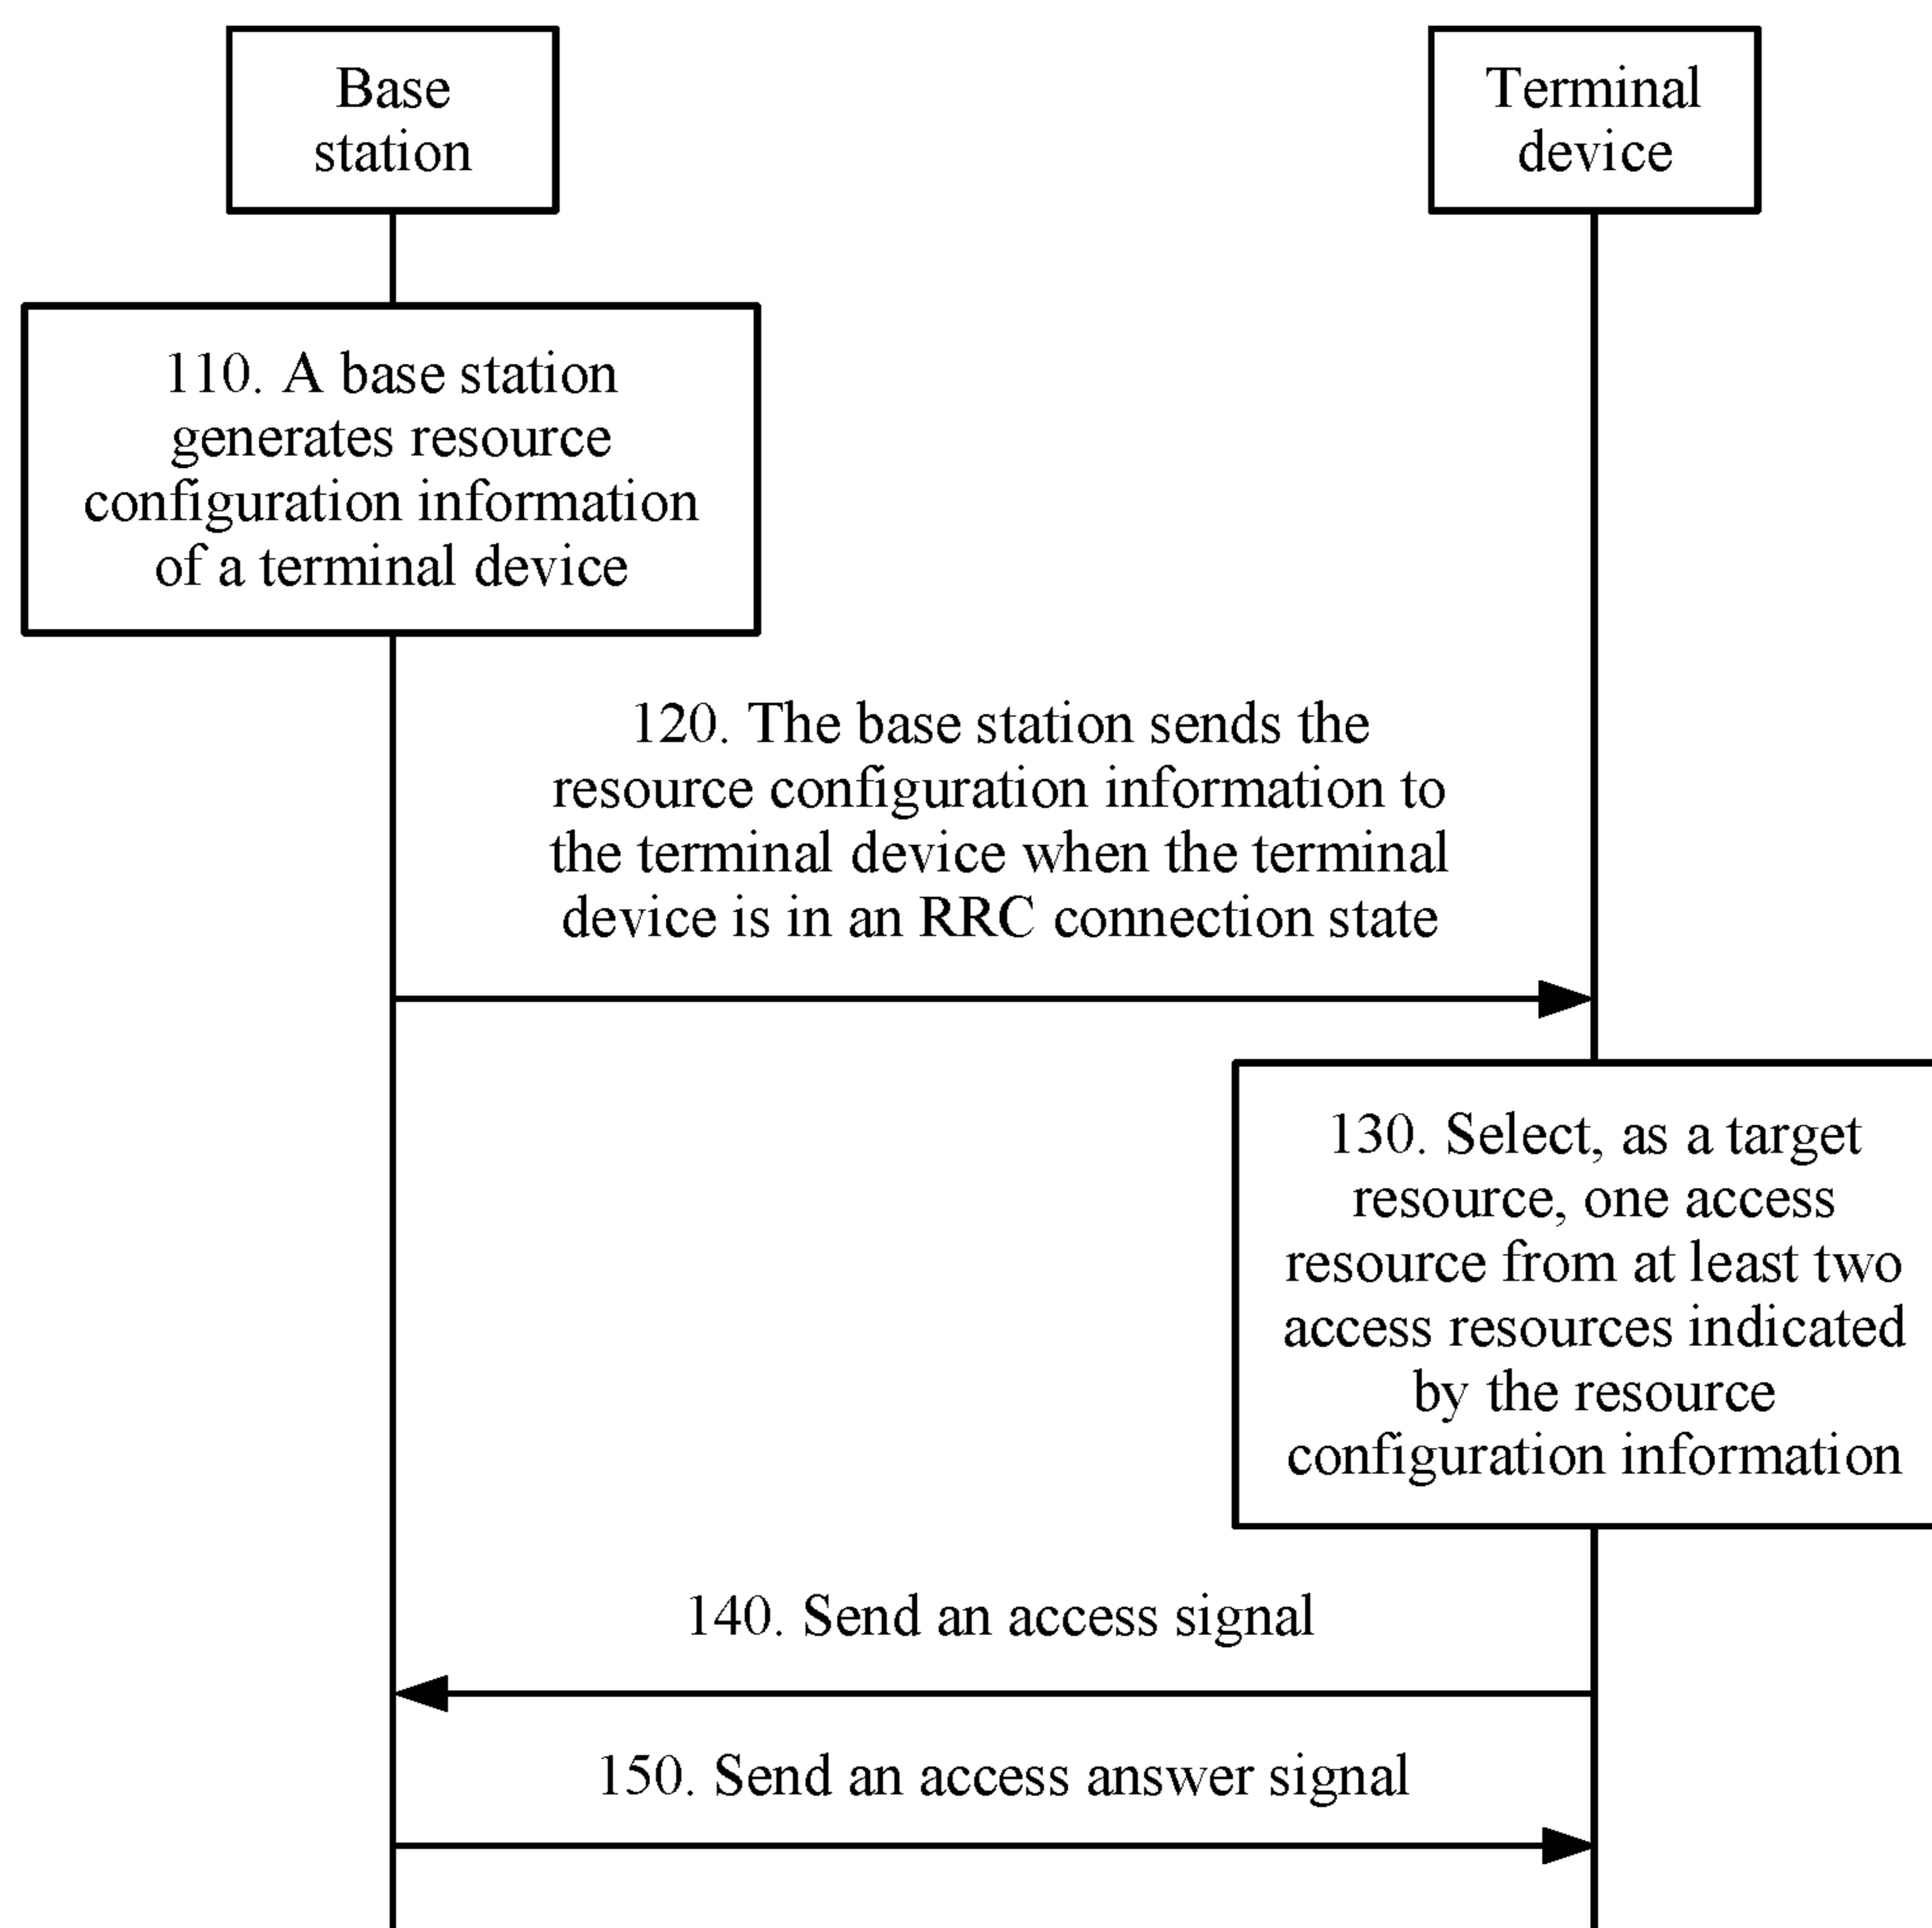 Base
station
Terminal
device
110. A base station
generates resource
configuration information
of a terminal device
120. The base station sends the
resource configuration information to
the terminal device when the terminal
device is in an RRC connection state
130. Select, as a target
resource, one access
resource from at least two
access resources indicated
by the resource
configuration information
140. Send an access signal
150. Send an access answer signal